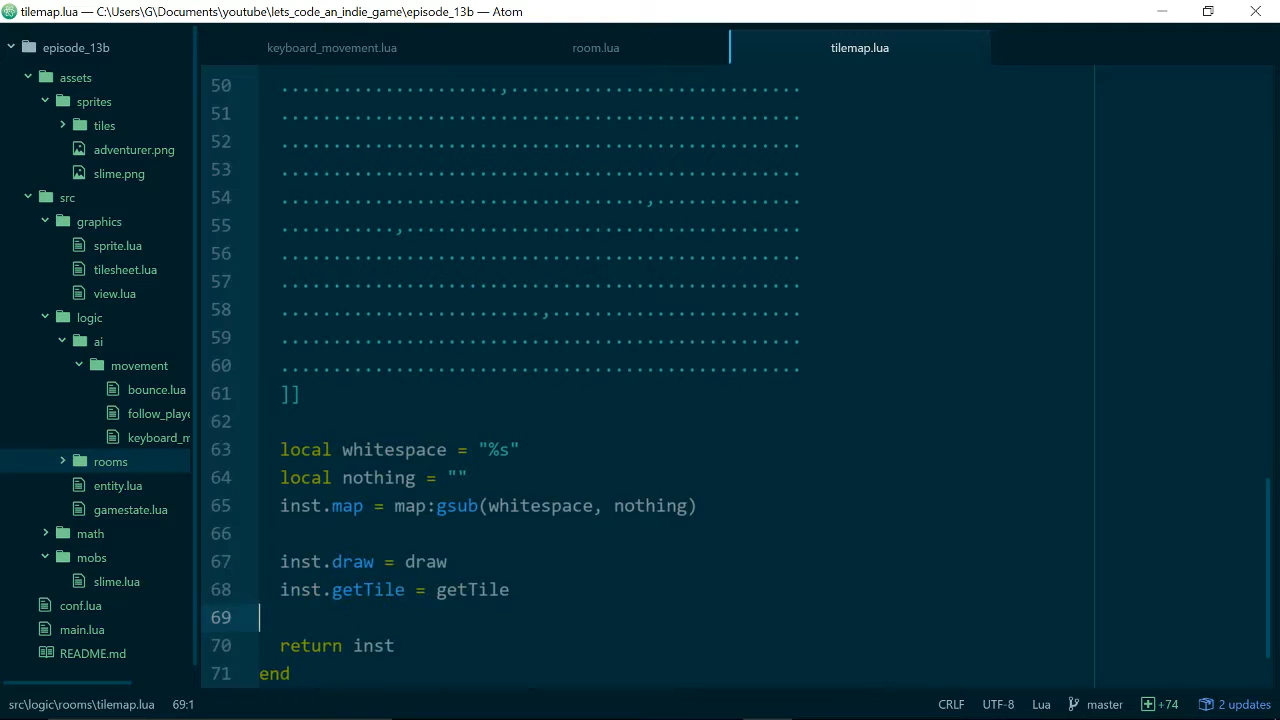 tilemap.lua — C:\Users\G\Documents\youtube\lets_code_an_indie_game\episode_13b — Atom
episode_13b
assets
sprites
tiles
adventurer.png
slime.png
src
graphics
sprite.lua
tilesheet.lua
view.lua
logic
ai
movement
bounce.lua
follow_playe
keyboard_m
rooms
entity.lua
gamestate.lua
math
mobs
slime.lua
conf.lua
main.lua
README.md
keyboard_movement.lua
room.lua
tilemap.lua
50 .....................,............................
51 ..................................................
52 ..................................................
53 ..................................................
54 ...................................,..............
55 ...........,......................................
56 ..................................................
57 ..................................................
58 .........................,........................
59 ..................................................
60 ..................................................
61 ]]
62
63 local whitespace = "%s"
64 local nothing = ""
65 inst.map = map:gsub(whitespace, nothing)
66
67 inst.draw = draw
68 inst.getTile = getTile
69
70 return inst
71 end
src\logic\rooms\tilemap.lua 69:1
CRLF UTF-8 Lua master +74 2 updates